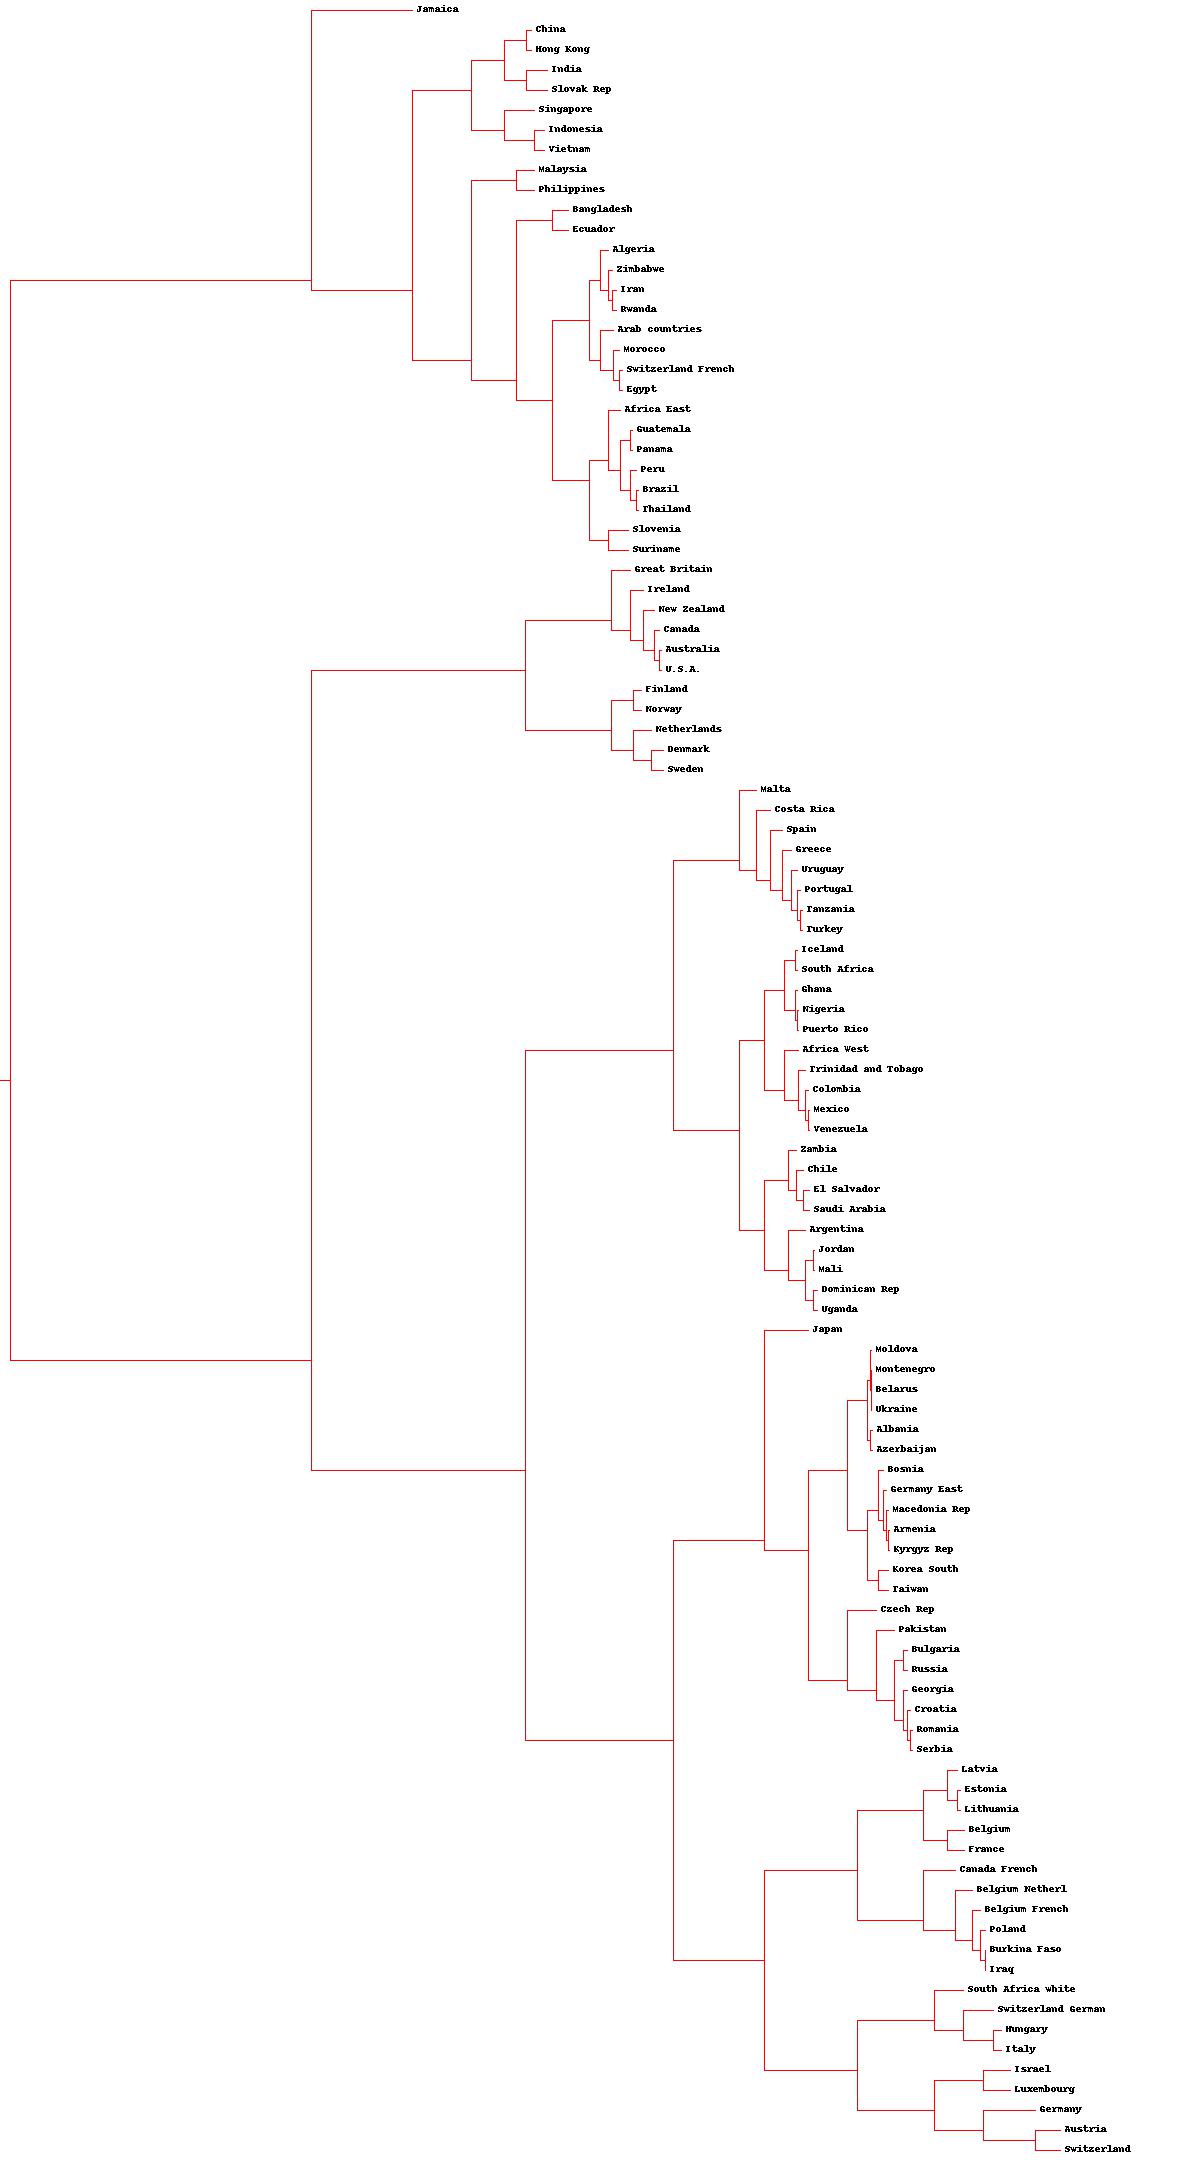 Jamaica
China
Hong Kong
India
Slovak Rep
Singapore
Indonesia
Vietnam
Malaysia
Philippines
Bangladesh
Ecuador
Algeria
Zimbabwe
Iran
Rwanda
Arab countries
Morocco
Switzerland French
Egypt
Africa East
Guatemala
Panama
Peru
Brazil
Thailand
Slovenia
Suriname
Great Britain
Ireland
New Zealand
Canada
Australia
U.S.A.
Finland
Norway
Netherlands
Denmark
Sweden
Malta
Costa Rica
Spain
Greece
Uruguay
Portugal
Tanzania
Turkey
Iceland
South Africa
Ghana
Nigeria
Puerto Rico
Africa West
Trinidad and Tobago
Colombia
Mexico
Venezuela
Zambia
Chile
El Salvador
Saudi Arabia
Argentina
Jordan
Mali
Dominican Rep
Uganda
Japan
Moldova
Montenegro
Belarus
Ukraine
Albania
Azerbaijan
Bosnia
Germany East
Macedonia Rep
Armenia
Kyrgyz Rep
Korea South
Taiwan
Czech Rep
Pakistan
Bulgaria
Russia
Georgia
Croatia
Romania
Serbia
Latvia
Estonia
Lithuania
Belgium
France
Canada French
Belgium Netherl
Belgium French
Poland
Burkina Faso
Iraq
South Africa white
Switzerland German
Hungary
Italy
Israel
Luxembourg
Germany
Austria
Switzerland